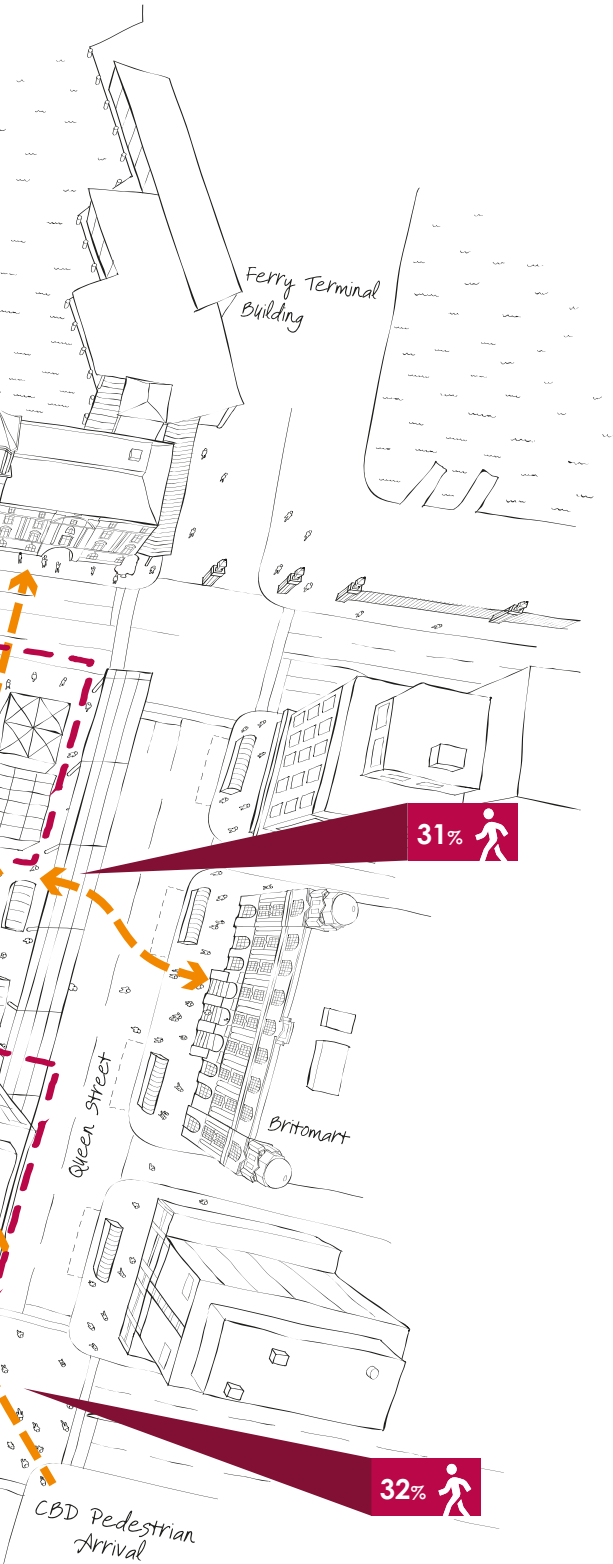 Ferry Terminal
Building
31%
Queen Street
Britomart
32%
CBD Pedestrian
Arrival